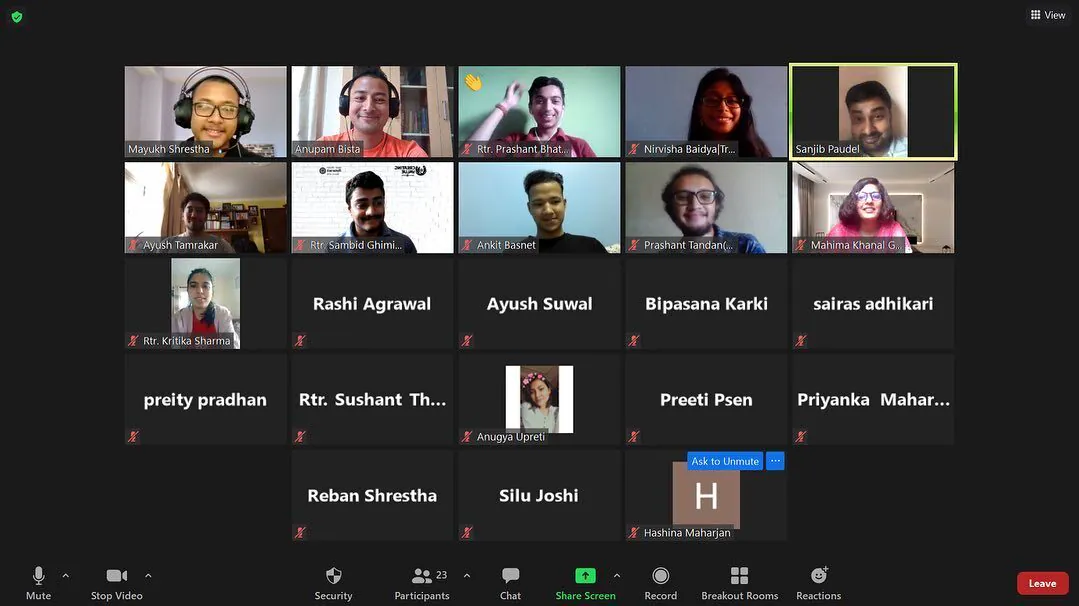 View
Mayukh Shrestha
Anupam Bista
Rtr. Prashant Bhat...
Nirvisha Baidya|Tr...
Sanjib Paudel
Ayush Tamrakar
Rtr. Sambid Ghimi...
Ankit Basnet
Prashant Tandan(...
Mahima Khanal G...
Rtr. Kritika Sharma
Rashi Agrawal
Ayush Suwal
Bipasana Karki
sairas adhikari
preity pradhan
Rtr. Sushant Th...
Anugya Upreti
Preeti Psen
Priyanka Mahar...
Ask to Unmute
...
Reban Shrestha
Silu Joshi
H
Hashina Maharjan
Mute
Stop Video
Security
23
Participants
Chat
Share Screen
Record
Breakout Rooms
Reactions
Leave